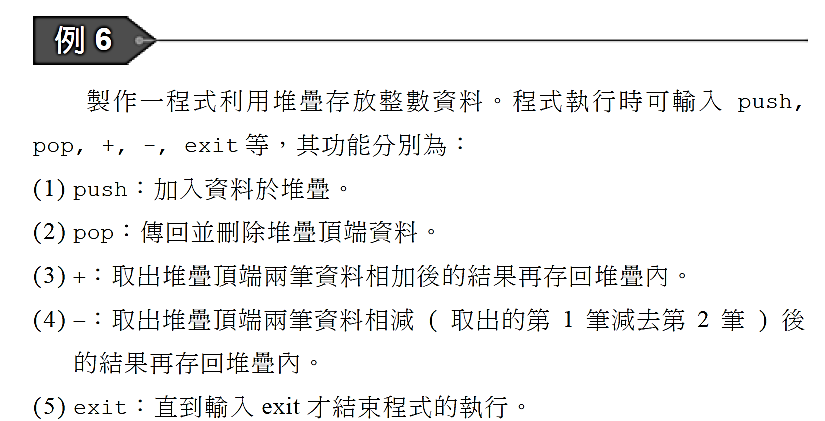 例 6
製作一程式利用堆疊存放整數資料。程式執行時可輸入 push,
pop, +, -, exit 等，其功能分別為：
(1) push：加入資料於堆疊。
(2) pop：傳回並刪除堆疊頂端資料。
(3) +：取出堆疊頂端兩筆資料相加後的結果再存回堆疊內。
(4) –：取出堆疊頂端兩筆資料相減 ( 取出的第 1 筆減去第 2 筆 ) 後
的結果再存回堆疊內。
(5) exit：直到輸入 exit 才結束程式的執行。